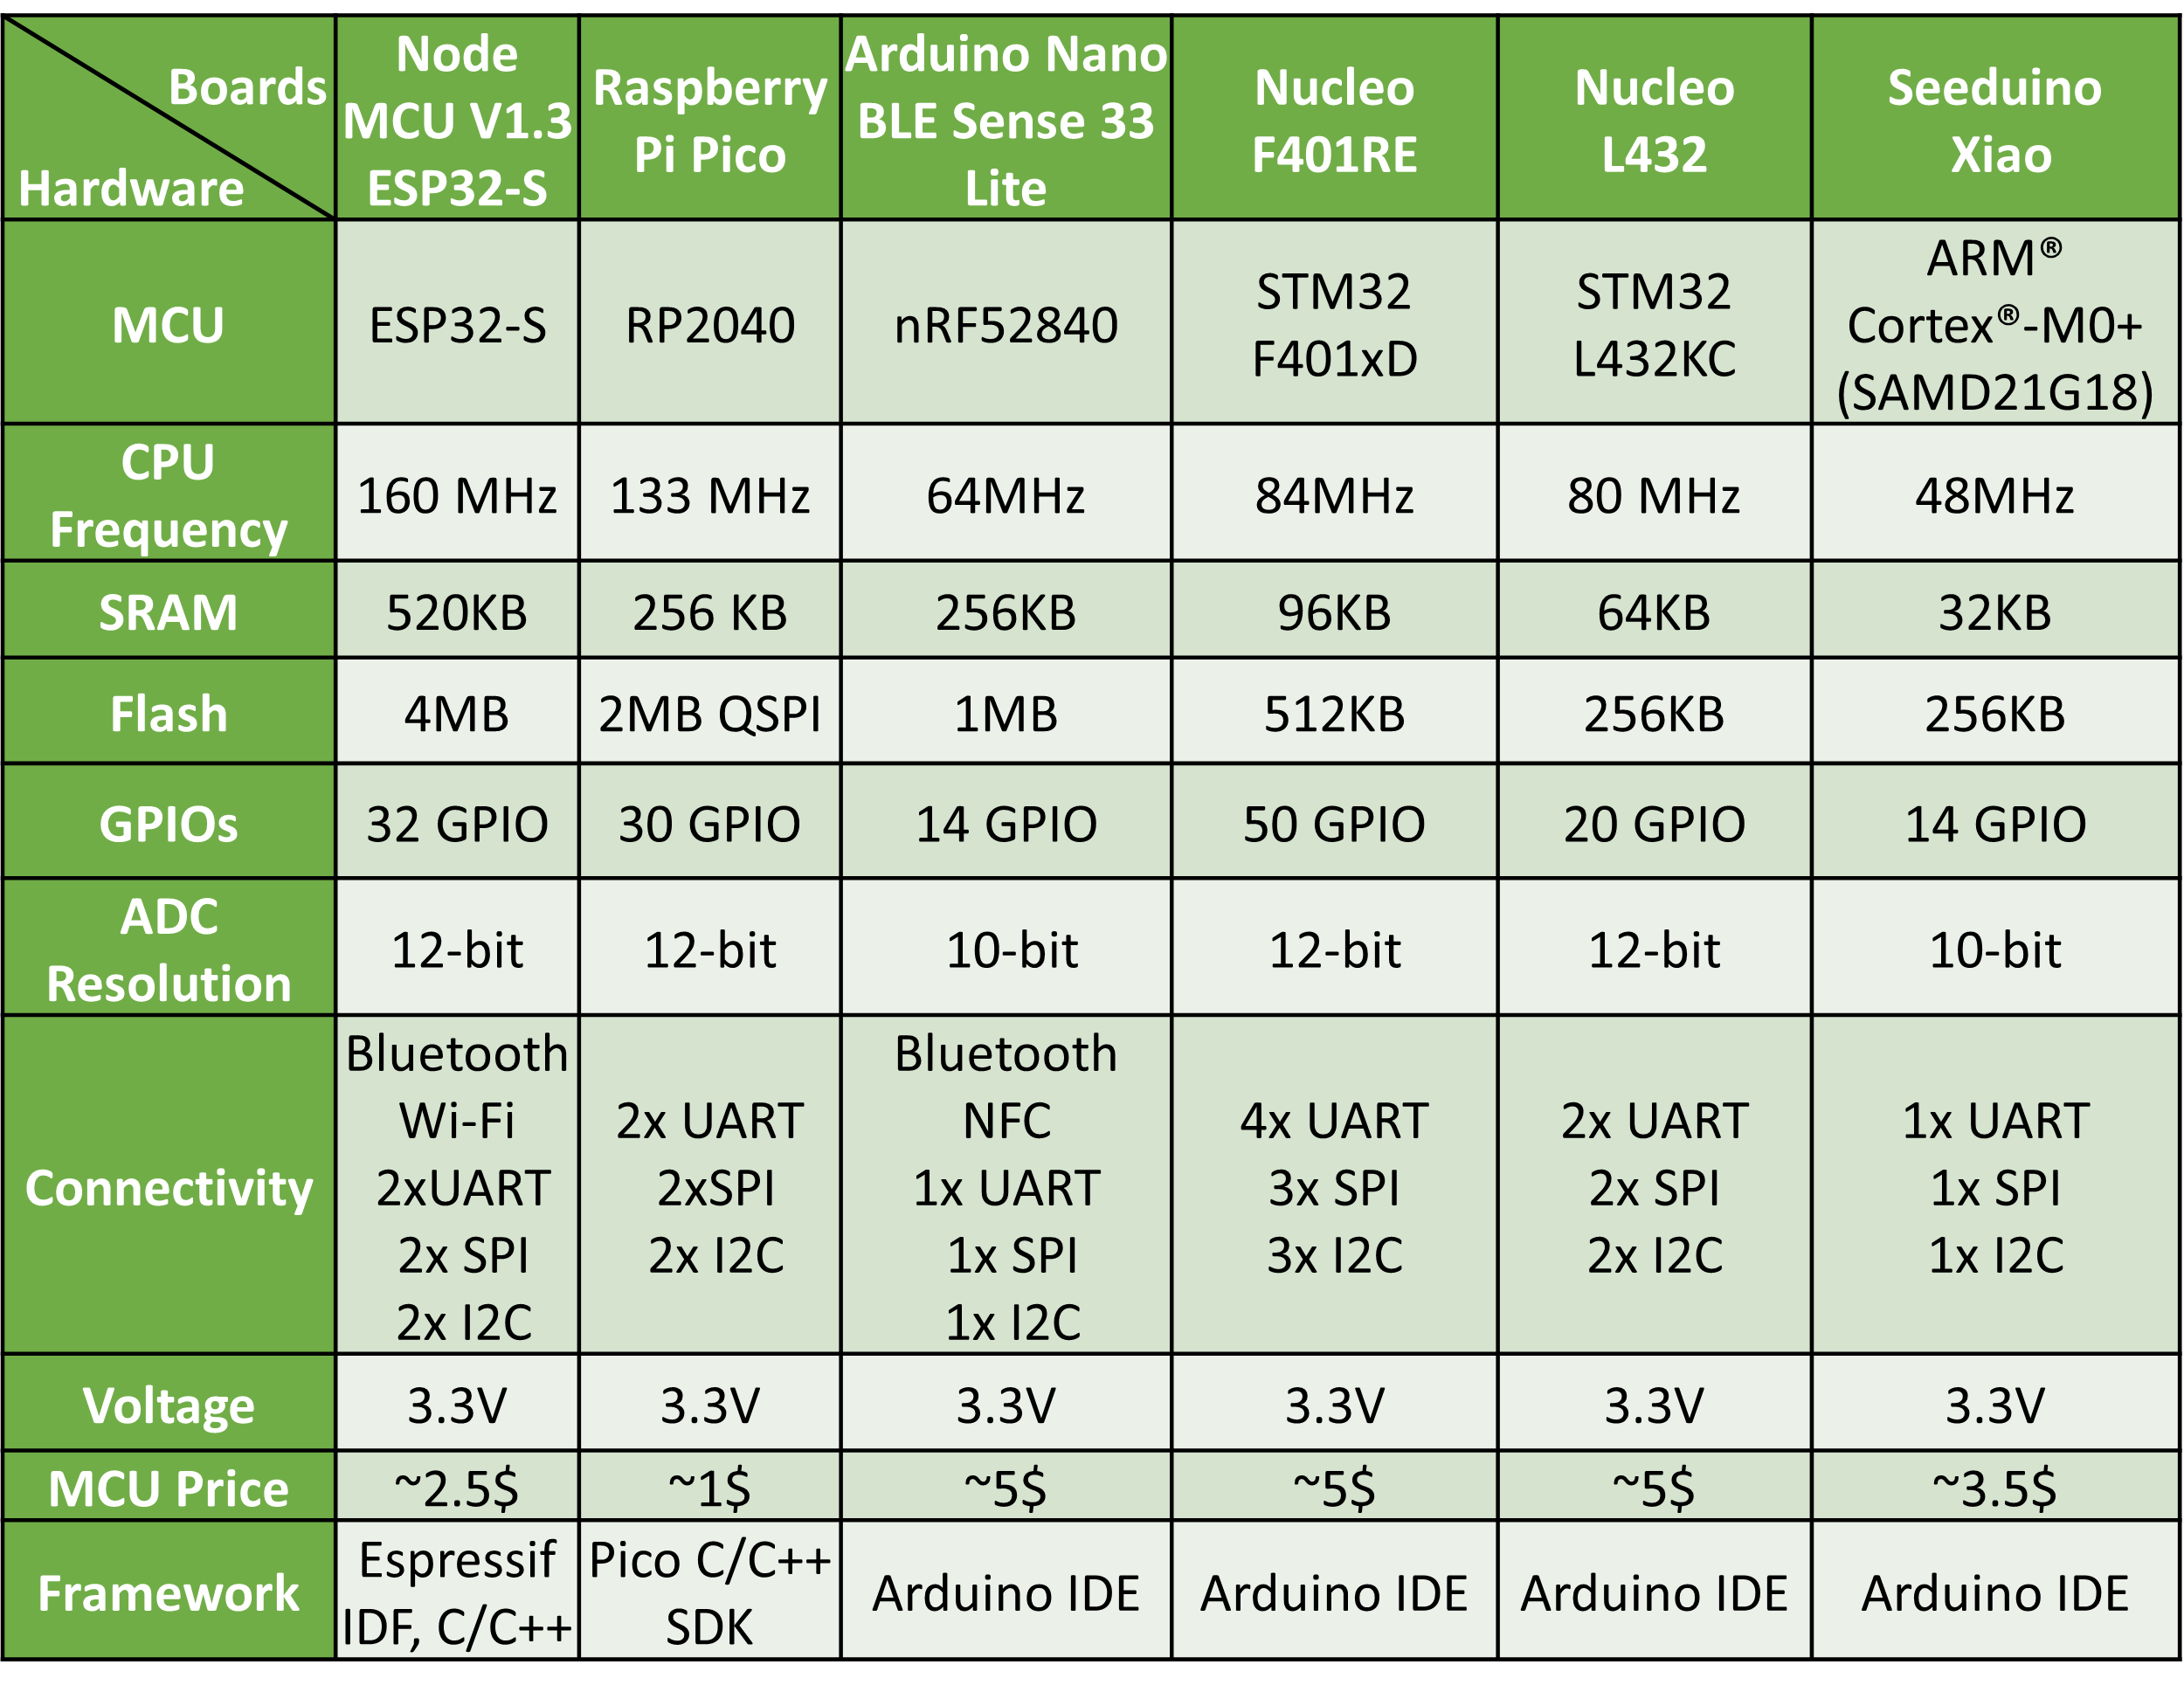 Boards
Hardware
Node
MCU V1.3
ESP32-S
Raspberry
Pi Pico
Arduino Nano
BLE Sense 33
Lite
Nucleo
F401RE
Nucleo
L432
Seeduino
Xiao
MCU
ESP32-S
RP2040
nRF52840
STM32
F401xD
STM32
L432KC
ARM®
Cortex®-M0+
(SAMD21G18)
CPU
Frequency
160 MHz
133 MHz
64MHz
84MHz
80 MHz
48MHz
SRAM
520KB
256 KB
256KB
96KB
64KB
32KB
Flash
4MB
2MB QSPI
1MB
512KB
256KB
256KB
GPIOs
32 GPIO
30 GPIO
14 GPIO
50 GPIO
20 GPIO
14 GPIO
ADC
Resolution
12-bit
12-bit
10-bit
12-bit
12-bit
10-bit
Connectivity
Bluetooth
Wi-Fi
2xUART
2x SPI
2x I2C
2x UART
2xSPI
2x I2C
Bluetooth
NFC
1x UART
1x SPI
1x I2C
4x UART
3x SPI
3x I2C
2x UART
2x SPI
2x I2C
1x UART
1x SPI
1x I2C
Voltage
3.3V
3.3V
3.3V
3.3V
3.3V
3.3V
MCU Price
~2.5$
~1$
~5$
~5$
~5$
~3.5$
Framework
Espressif
IDF, C/C++
Pico C/C++
SDK
Arduino IDE
Arduino IDE
Arduino IDE
Arduino IDE